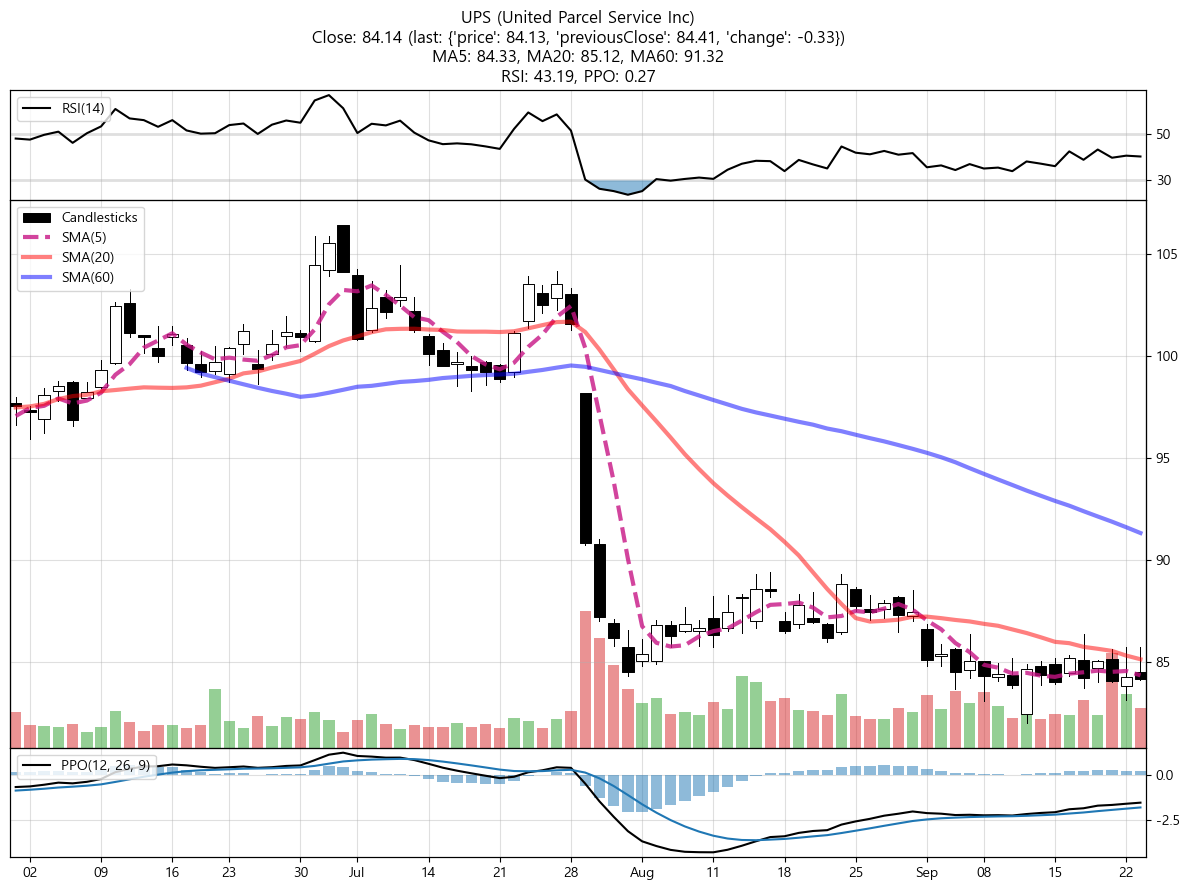 UPS (United Parcel Service Inc)
Close: 84.14 (last: {'price': 84.13, 'previousClose': 84.41, 'change': -0.33})
MA5: 84.33, MA20: 85.12, MA60: 91.32
RSI: 43.19, PPO: 0.27
RSI(14)
50
30
Candlesticks
SMA(5)
SMA(20)
SMA(60)
105
100
95
90
85
PPO(12, 26, 9)
0.0
−2.5
02 09 16 23 30 Jul 14 21 28 Aug 11 18 25 Sep 08 15 22